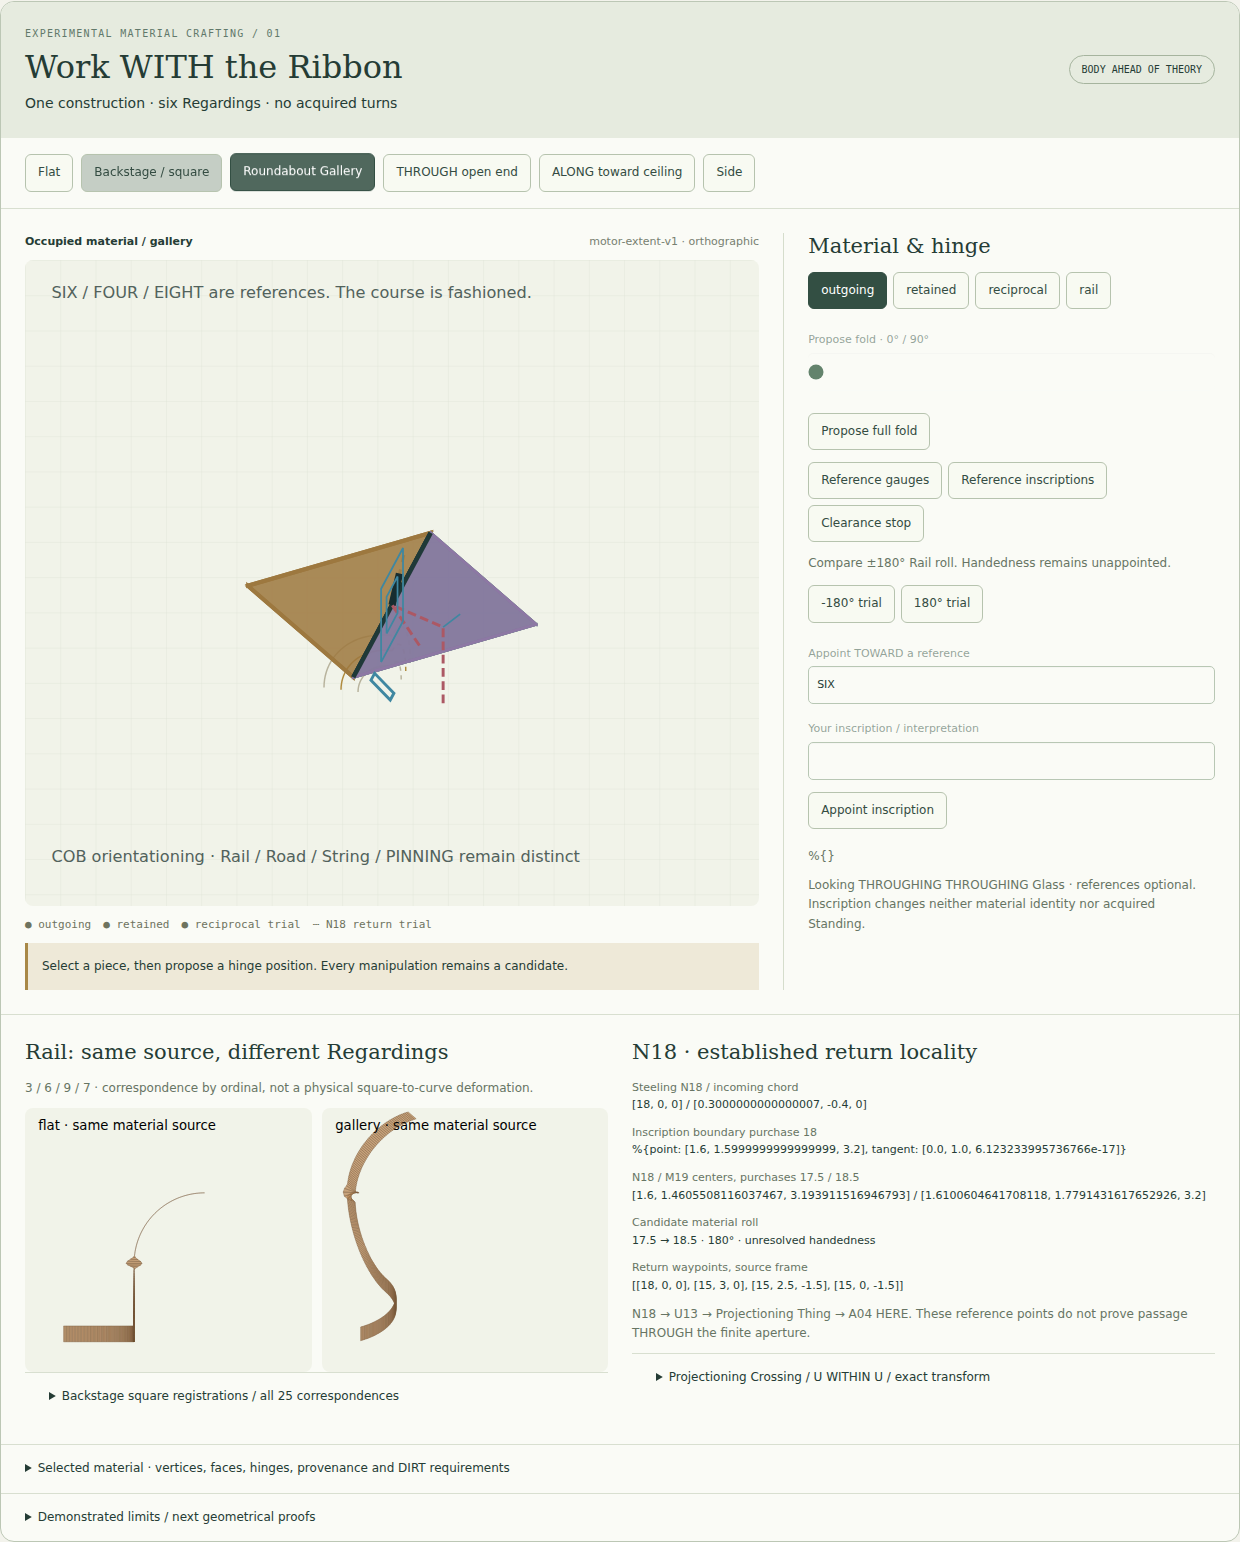 EXPERIMENTAL MATERIAL CRAFTING / 01
Work WITH the Ribbon
One construction · six Regardings · no acquired turns
BODY AHEAD OF THEORY
Flat
Backstage / square
Roundabout Gallery
THROUGH open end
ALONG toward ceiling
Side
Occupied material / gallery
motor-extent-v1 · orthographic
SIX / FOUR / EIGHT are references. The course is fashioned.
COB orientationing · Rail / Road / String / PINNING remain distinct
● outgoing ● retained ● reciprocal trial — N18 return trial
Select a piece, then propose a hinge position. Every manipulation remains a candidate.
Material & hinge
outgoing
retained
reciprocal
rail
Propose fold · 0° / 90°
Propose full fold
Reference gauges
Reference inscriptions
Clearance stop
Compare ±180° Rail roll. Handedness remains unappointed.
-180° trial
180° trial
Appoint TOWARD a reference
SIX
Your inscription / interpretation
Appoint inscription
%{}
Looking THROUGHING THROUGHING Glass · references optional.
Inscription changes neither material identity nor acquired
Standing.
Rail: same source, different Regardings
3 / 6 / 9 / 7 · correspondence by ordinal, not a physical square-to-curve deformation.
flat · same material source
gallery · same material source
▶ Backstage square registrations / all 25 correspondences
N18 · established return locality
Steeling N18 / incoming chord
[18, 0, 0] / [0.3000000000000007, -0.4, 0]
Inscription boundary purchase 18
%{point: [1.6, 1.5999999999999999, 3.2], tangent: [0.0, 1.0, 6.123233995736766e-17]}
N18 / M19 centers, purchases 17.5 / 18.5
[1.6, 1.4605508116037467, 3.193911516946793] / [1.6100604641708118, 1.7791431617652926, 3.2]
Candidate material roll
17.5 → 18.5 · 180° · unresolved handedness
Return waypoints, source frame
[[18, 0, 0], [15, 3, 0], [15, 2.5, -1.5], [15, 0, -1.5]]
N18 → U13 → Projectioning Thing → A04 HERE. These reference points do not prove passage
THROUGH the finite aperture.
▶ Projectioning Crossing / U WITHIN U / exact transform
▶ Selected material · vertices, faces, hinges, provenance and DIRT requirements
▶ Demonstrated limits / next geometrical proofs